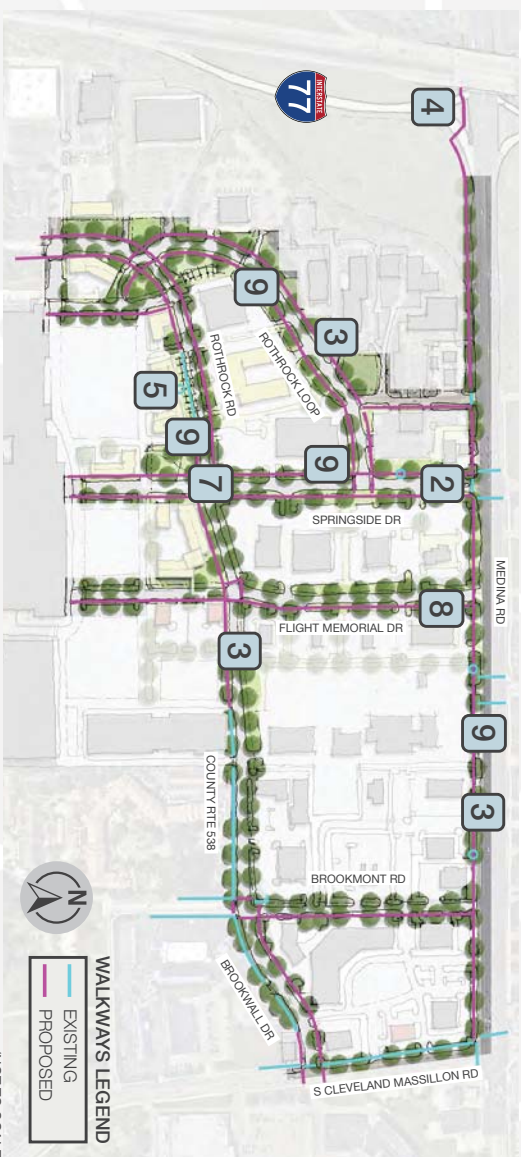 4
INTERSTATE
77
9
3
ROTHROCK LOOP
ROTHROCK RD
5
9
9
7
2
SPRINGSIDE DR
MEDINA RD
8
FLIGHT MEMORIAL DR
3
9
3
COUNTY RTE 538
BROOKMONT RD
BROOKWALL DR
S CLEVELAND MASSILLON RD
N
WALKWAYS LEGEND
EXISTING
PROPOSED